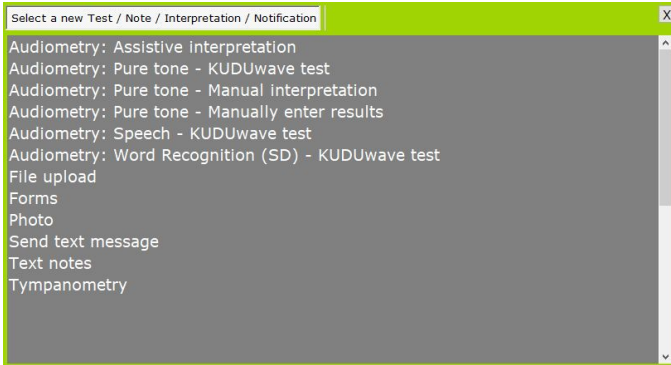 Select a new Test / Note / Interpretation / Notification
X
Audiometry: Assistive interpretation
Audiometry: Pure tone - KUDUwave test
Audiometry: Pure tone - Manual interpretation
Audiometry: Pure tone - Manually enter results
Audiometry: Speech - KUDUwave test
Audiometry: Word Recognition (SD) - KUDUwave test
File upload
Forms
Photo
Send text message
Text notes
Tympanometry